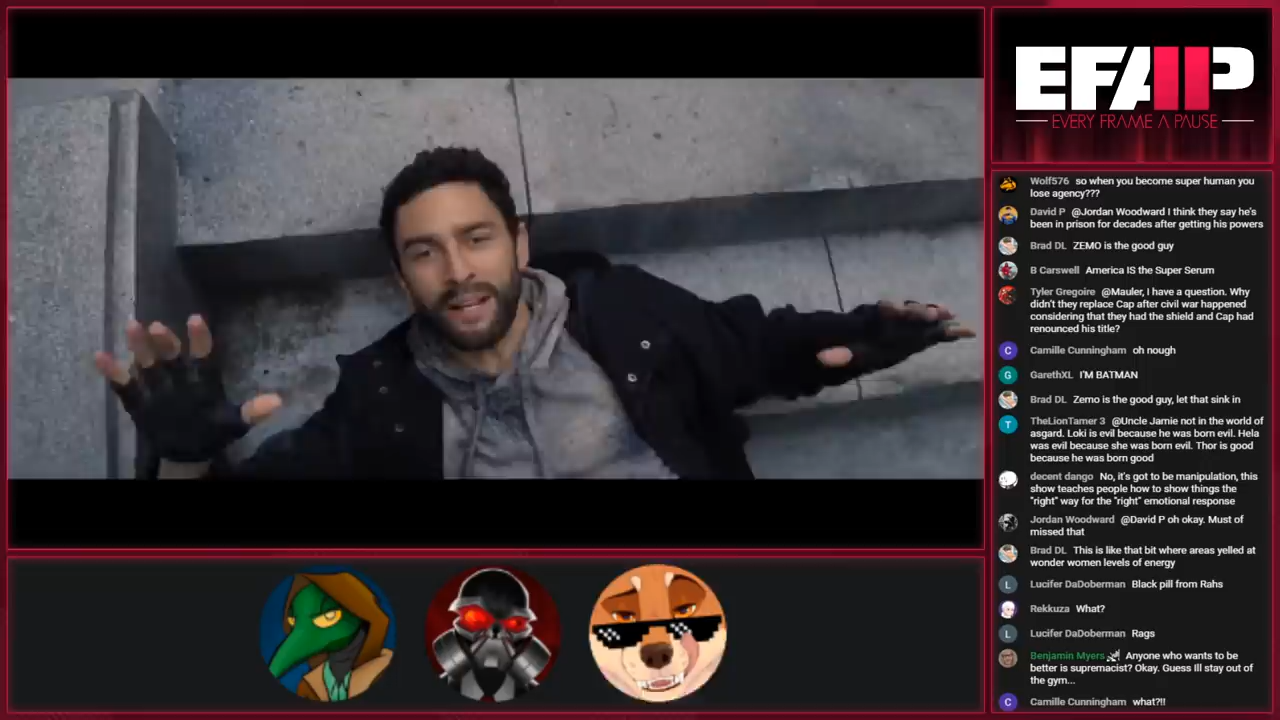 EFAP
EVERY FRAME A PAUSE
Wolf576 so when you become super human you
lose agency???
David P @Jordan Woodward I think they say he's
been in prison for decades after getting his powers
Brad DL ZEMO is the good guy
B Carswell America IS the Super Serum
Tyler Gregoire @Mauler, I have a question. Why
didn't they replace Cap after civil war happened
considering that they had the shield and Cap had
renounced his title?
C Camille Cunningham oh nough
G GarethXL I'M BATMAN
Brad DL Zemo is the good guy, let that sink in
T TheLionTamer 3 @Uncle Jamie not in the world of
asgard. Loki is evil because he was born evil. Hela
was evil because she was born evil. Thor is good
because he was born good
decent dango No, it's got to be manipulation, this
show teaches people how to show things the
"right" way for the "right" emotional response
Jordan Woodward @David P oh okay. Must of
missed that
Brad DL This is like that bit where areas yelled at
wonder women levels of energy
L Lucifer DaDoberman Black pill from Rahs
Rekkuza What?
L Lucifer DaDoberman Rags
Benjamin Myers Anyone who wants to be
better is supremacist? Okay. Guess Ill stay out of
the gym...
C Camille Cunningham what?!!